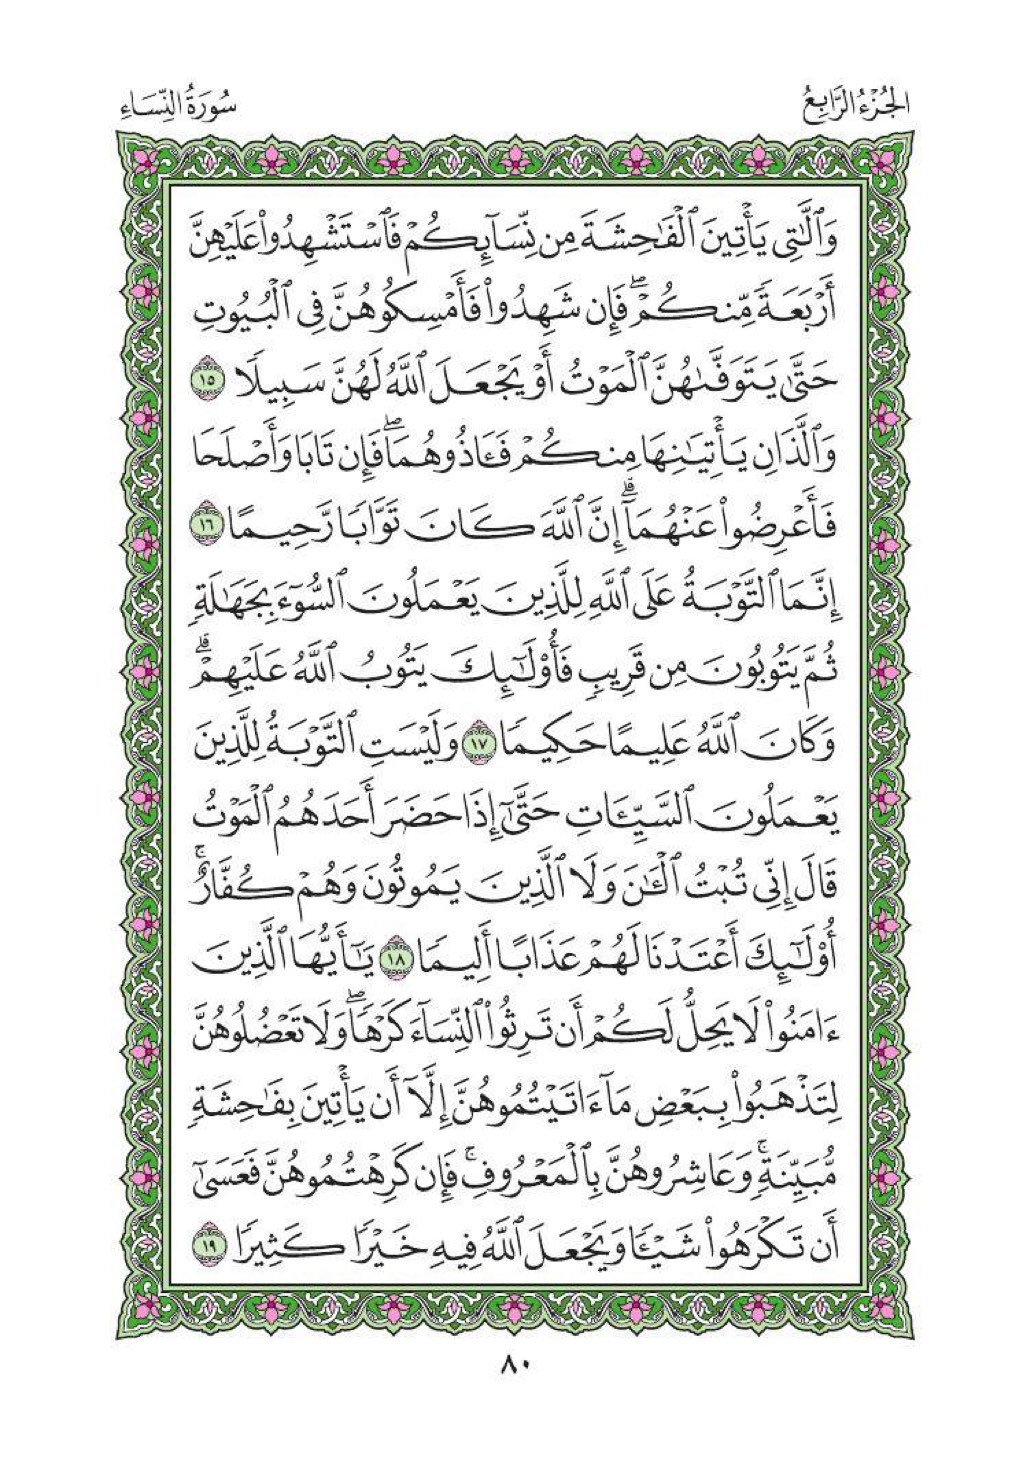 الجُزْءُ الرَّابِعُ
سُورَةُ النِّسَاءِ
وَٱلَّٰتِى يَأْتِينَ ٱلْفَٰحِشَةَ مِن نِّسَآئِكُمْ فَٱسْتَشْهِدُوا۟ عَلَيْهِنَّ
أَرْبَعَةً مِّنكُمْ ۖ فَإِن شَهِدُوا۟ فَأَمْسِكُوهُنَّ فِى ٱلْبُيُوتِ
حَتَّىٰ يَتَوَفَّىٰهُنَّ ٱلْمَوْتُ أَوْ يَجْعَلَ ٱللَّهُ لَهُنَّ سَبِيلًا ١٥
وَٱلَّذَانِ يَأْتِيَٰنِهَا مِنكُمْ فَـَٔاذُوهُمَا ۖ فَإِن تَابَا وَأَصْلَحَا
فَأَعْرِضُوا۟ عَنْهُمَآ ۗ إِنَّ ٱللَّهَ كَانَ تَوَّابًا رَّحِيمًا ١٦
إِنَّمَا ٱلتَّوْبَةُ عَلَى ٱللَّهِ لِلَّذِينَ يَعْمَلُونَ ٱلسُّوٓءَ بِجَهَٰلَةٍ
ثُمَّ يَتُوبُونَ مِن قَرِيبٍ فَأُو۟لَٰٓئِكَ يَتُوبُ ٱللَّهُ عَلَيْهِمْ ۗ
وَكَانَ ٱللَّهُ عَلِيمًا حَكِيمًا ١٧ وَلَيْسَتِ ٱلتَّوْبَةُ لِلَّذِينَ
يَعْمَلُونَ ٱلسَّيِّـَٔاتِ حَتَّىٰٓ إِذَا حَضَرَ أَحَدَهُمُ ٱلْمَوْتُ
قَالَ إِنِّى تُبْتُ ٱلْـَٰٔنَ وَلَا ٱلَّذِينَ يَمُوتُونَ وَهُمْ كُفَّارٌ ۚ
أُو۟لَٰٓئِكَ أَعْتَدْنَا لَهُمْ عَذَابًا أَلِيمًا ١٨ يَٰٓأَيُّهَا ٱلَّذِينَ
ءَامَنُوا۟ لَا يَحِلُّ لَكُمْ أَن تَرِثُوا۟ ٱلنِّسَآءَ كَرْهًا ۖ وَلَا تَعْضُلُوهُنَّ
لِتَذْهَبُوا۟ بِبَعْضِ مَآ ءَاتَيْتُمُوهُنَّ إِلَّآ أَن يَأْتِينَ بِفَٰحِشَةٍ
مُّبَيِّنَةٍ ۚ وَعَاشِرُوهُنَّ بِٱلْمَعْرُوفِ ۚ فَإِن كَرِهْتُمُوهُنَّ فَعَسَىٰٓ
أَن تَكْرَهُوا۟ شَيْـًٔا وَيَجْعَلَ ٱللَّهُ فِيهِ خَيْرًا كَثِيرًا ١٩
٨٠